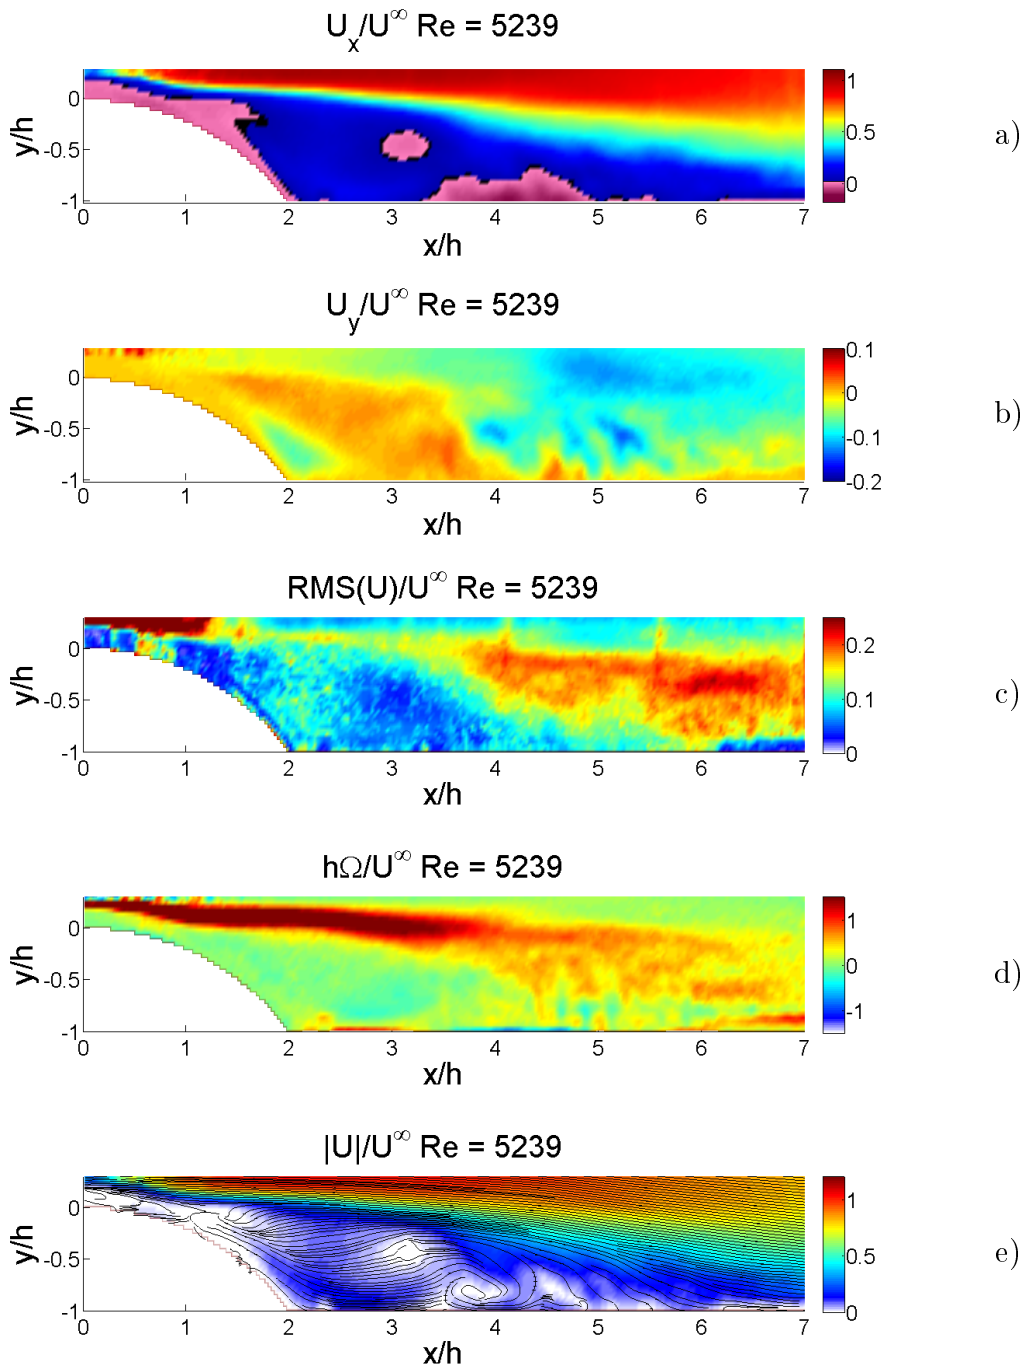 U_x/U^∞ Re = 5239
y/h
0
-0.5
-1
0 1 2 3 4 5 6 7
x/h
1
0.5
0
a)
U_y/U^∞ Re = 5239
y/h
0
-0.5
-1
0 1 2 3 4 5 6 7
x/h
0.1
0
-0.1
-0.2
b)
RMS(U)/U^∞ Re = 5239
y/h
0
-0.5
-1
0 1 2 3 4 5 6 7
x/h
0.2
0.1
0
c)
hΩ/U^∞ Re = 5239
y/h
0
-0.5
-1
0 1 2 3 4 5 6 7
x/h
1
0
-1
d)
|U|/U^∞ Re = 5239
y/h
0
-0.5
-1
0 1 2 3 4 5 6 7
x/h
1
0.5
0
e)